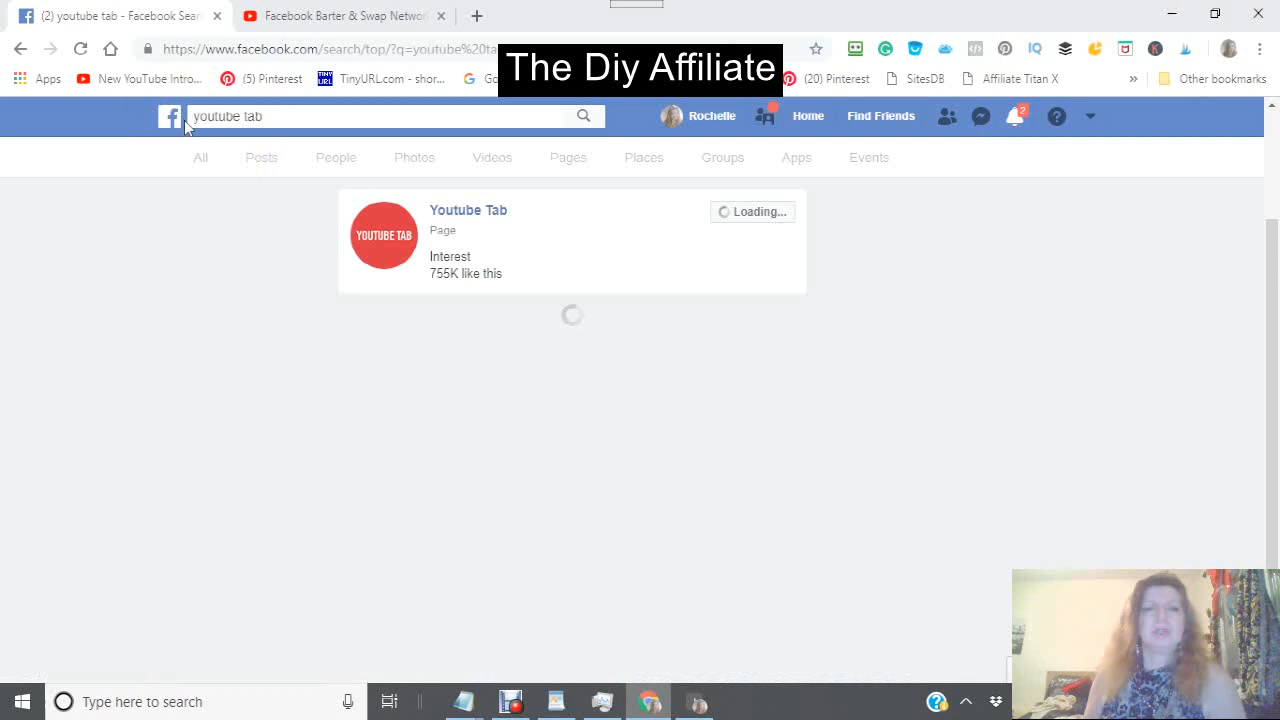 (2) youtube tab - Facebook Sear
Facebook Barter & Swap Networ
https://www.facebook.com/search/top/?q=youtube%20ta
The Diy Affiliate
Apps
New YouTube Intro...
(5) Pinterest
TinyURL.com - shor...
Go
(20) Pinterest
SitesDB
Affiliate Titan X
»
Other bookmarks
youtube tab
Rochelle
Home
Find Friends
2
All
Posts
People
Photos
Videos
Pages
Places
Groups
Apps
Events
YOUTUBE TAB
Youtube Tab
Page
Interest
755K like this
Loading...
Type here to search